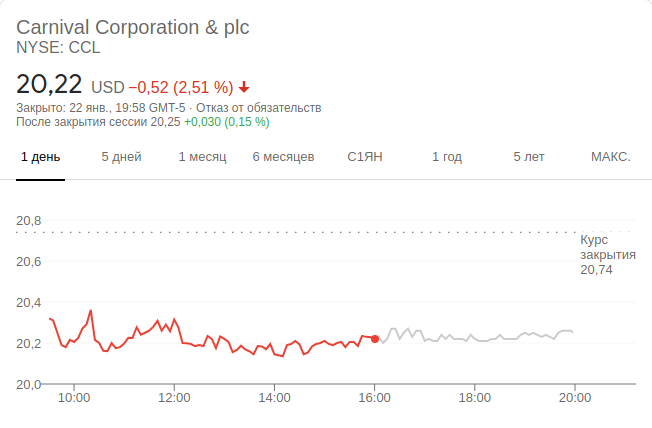 Carnival Corporation & plc
NYSE: CCL
20,22 USD −0,52 (2,51 %)
Закрыто: 22 янв., 19:58 GMT-5 · Отказ от обязательств
После закрытия сессии 20,25 +0,030 (0,15 %)
1 день 5 дней 1 месяц 6 месяцев С1ЯН 1 год 5 лет МАКС.
20,8
Курс
закрытия
20,74
20,6
20,4
20,2
20,0
10:00 12:00 14:00 16:00 18:00 20:00